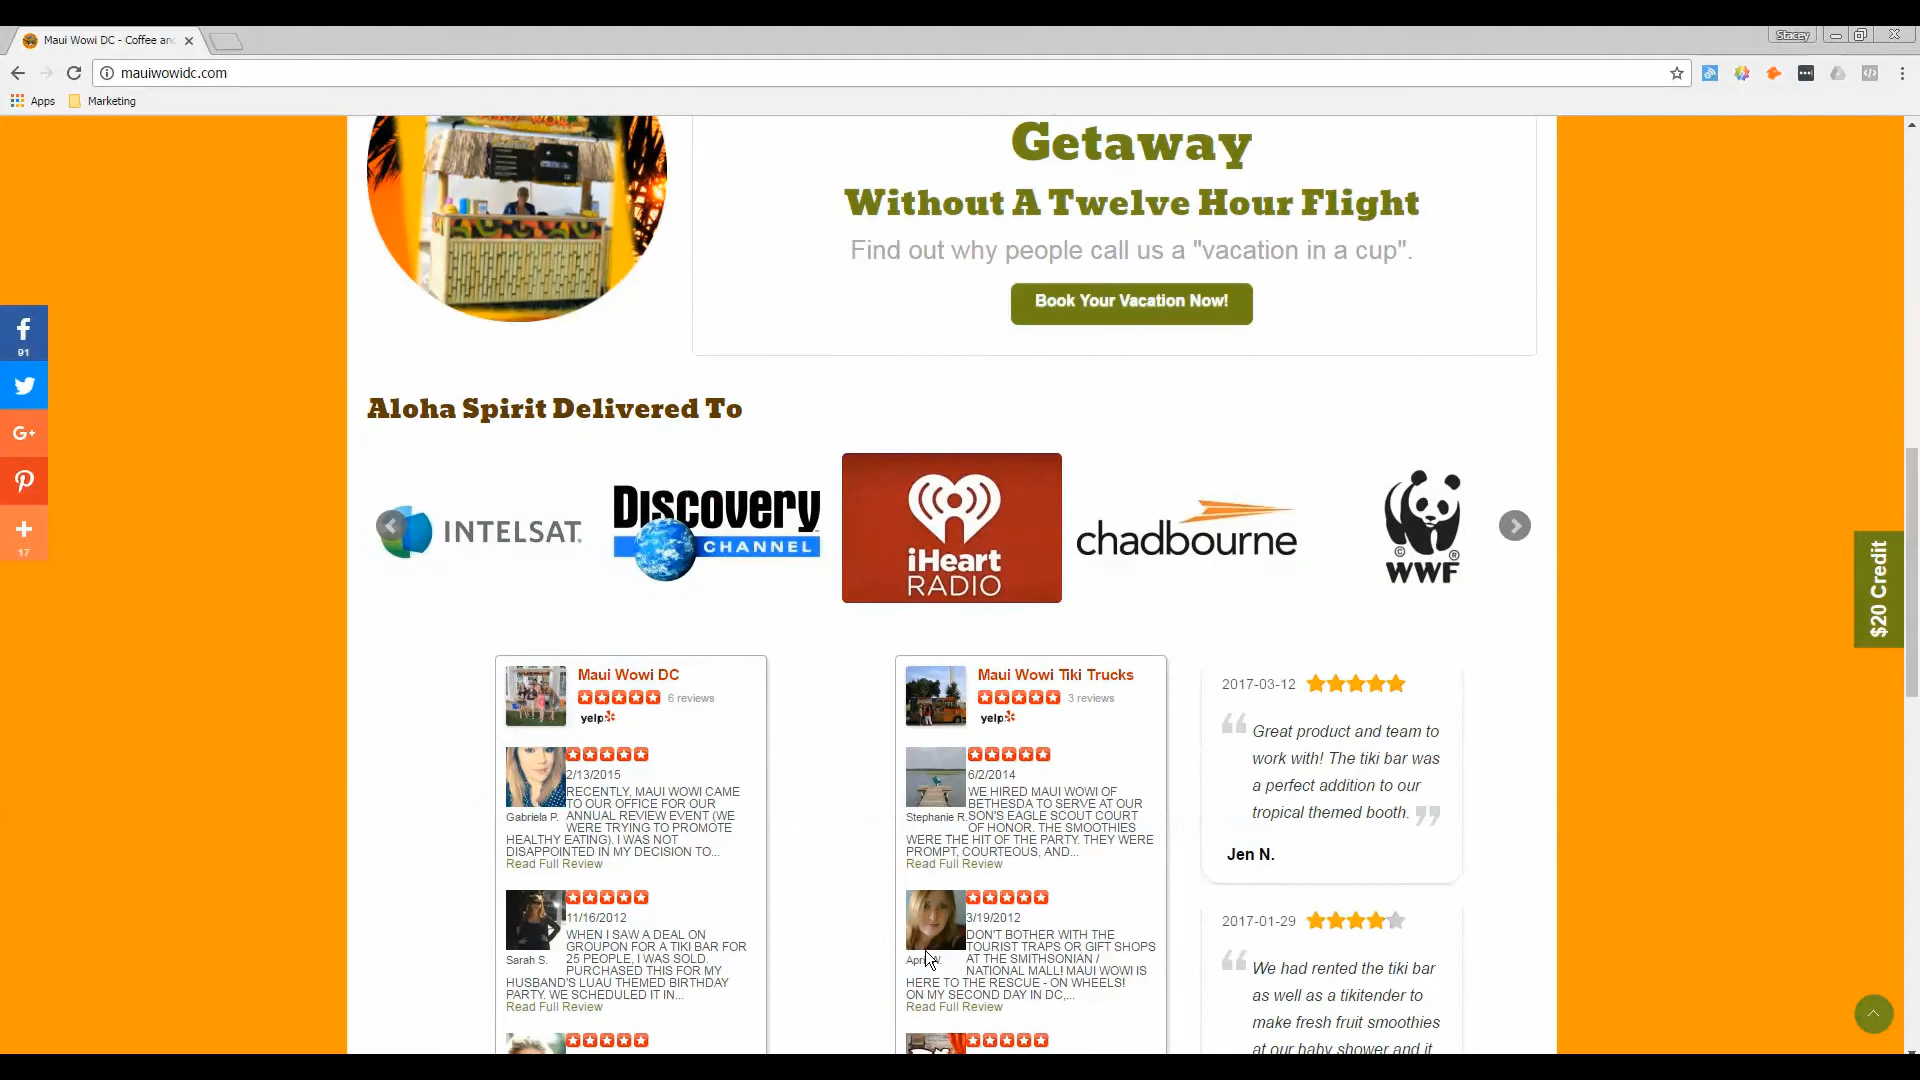 Maui Wowi DC - Coffee an
Stacey
mauiwowidc.com
Apps
Marketing
Getaway
Without A Twelve Hour Flight
Find out why people call us a "vacation in a cup".
Book Your Vacation Now!
91
G+
17
Aloha Spirit Delivered To
INTELSAT.
Discovery
CHANNEL
iHeart
RADIO
chadbourne
© ®
WWF
$20 Credit
Maui Wowi DC
6 reviews
yelp
2/13/2015
Gabriela P.
RECENTLY, MAUI WOWI CAME
TO OUR OFFICE FOR OUR
ANNUAL REVIEW EVENT (WE
WERE TRYING TO PROMOTE
HEALTHY EATING). I WAS NOT
DISAPPOINTED IN MY DECISION TO...
Read Full Review
11/16/2012
Sarah S.
WHEN I SAW A DEAL ON
GROUPON FOR A TIKI BAR FOR
25 PEOPLE, I WAS SOLD.
PURCHASED THIS FOR MY
HUSBAND'S LUAU THEMED BIRTHDAY
PARTY. WE SCHEDULED IT IN...
Read Full Review
Maui Wowi Tiki Trucks
3 reviews
yelp
6/2/2014
Stephanie R.
WE HIRED MAUI WOWI OF
BETHESDA TO SERVE AT OUR
SON'S EAGLE SCOUT COURT
OF HONOR. THE SMOOTHIES
WERE THE HIT OF THE PARTY. THEY WERE
PROMPT, COURTEOUS, AND...
Read Full Review
3/19/2012
DON'T BOTHER WITH THE
TOURIST TRAPS OR GIFT SHOPS
AT THE SMITHSONIAN /
NATIONAL MALL! MAUI WOWI IS
HERE TO THE RESCUE - ON WHEELS!
ON MY SECOND DAY IN DC,...
Read Full Review
2017-03-12
Great product and team to
work with! The tiki bar was
a perfect addition to our
tropical themed booth.
Jen N.
2017-01-29
We had rented the tiki bar
as well as a tikitender to
make fresh fruit smoothies
at our baby shower and it